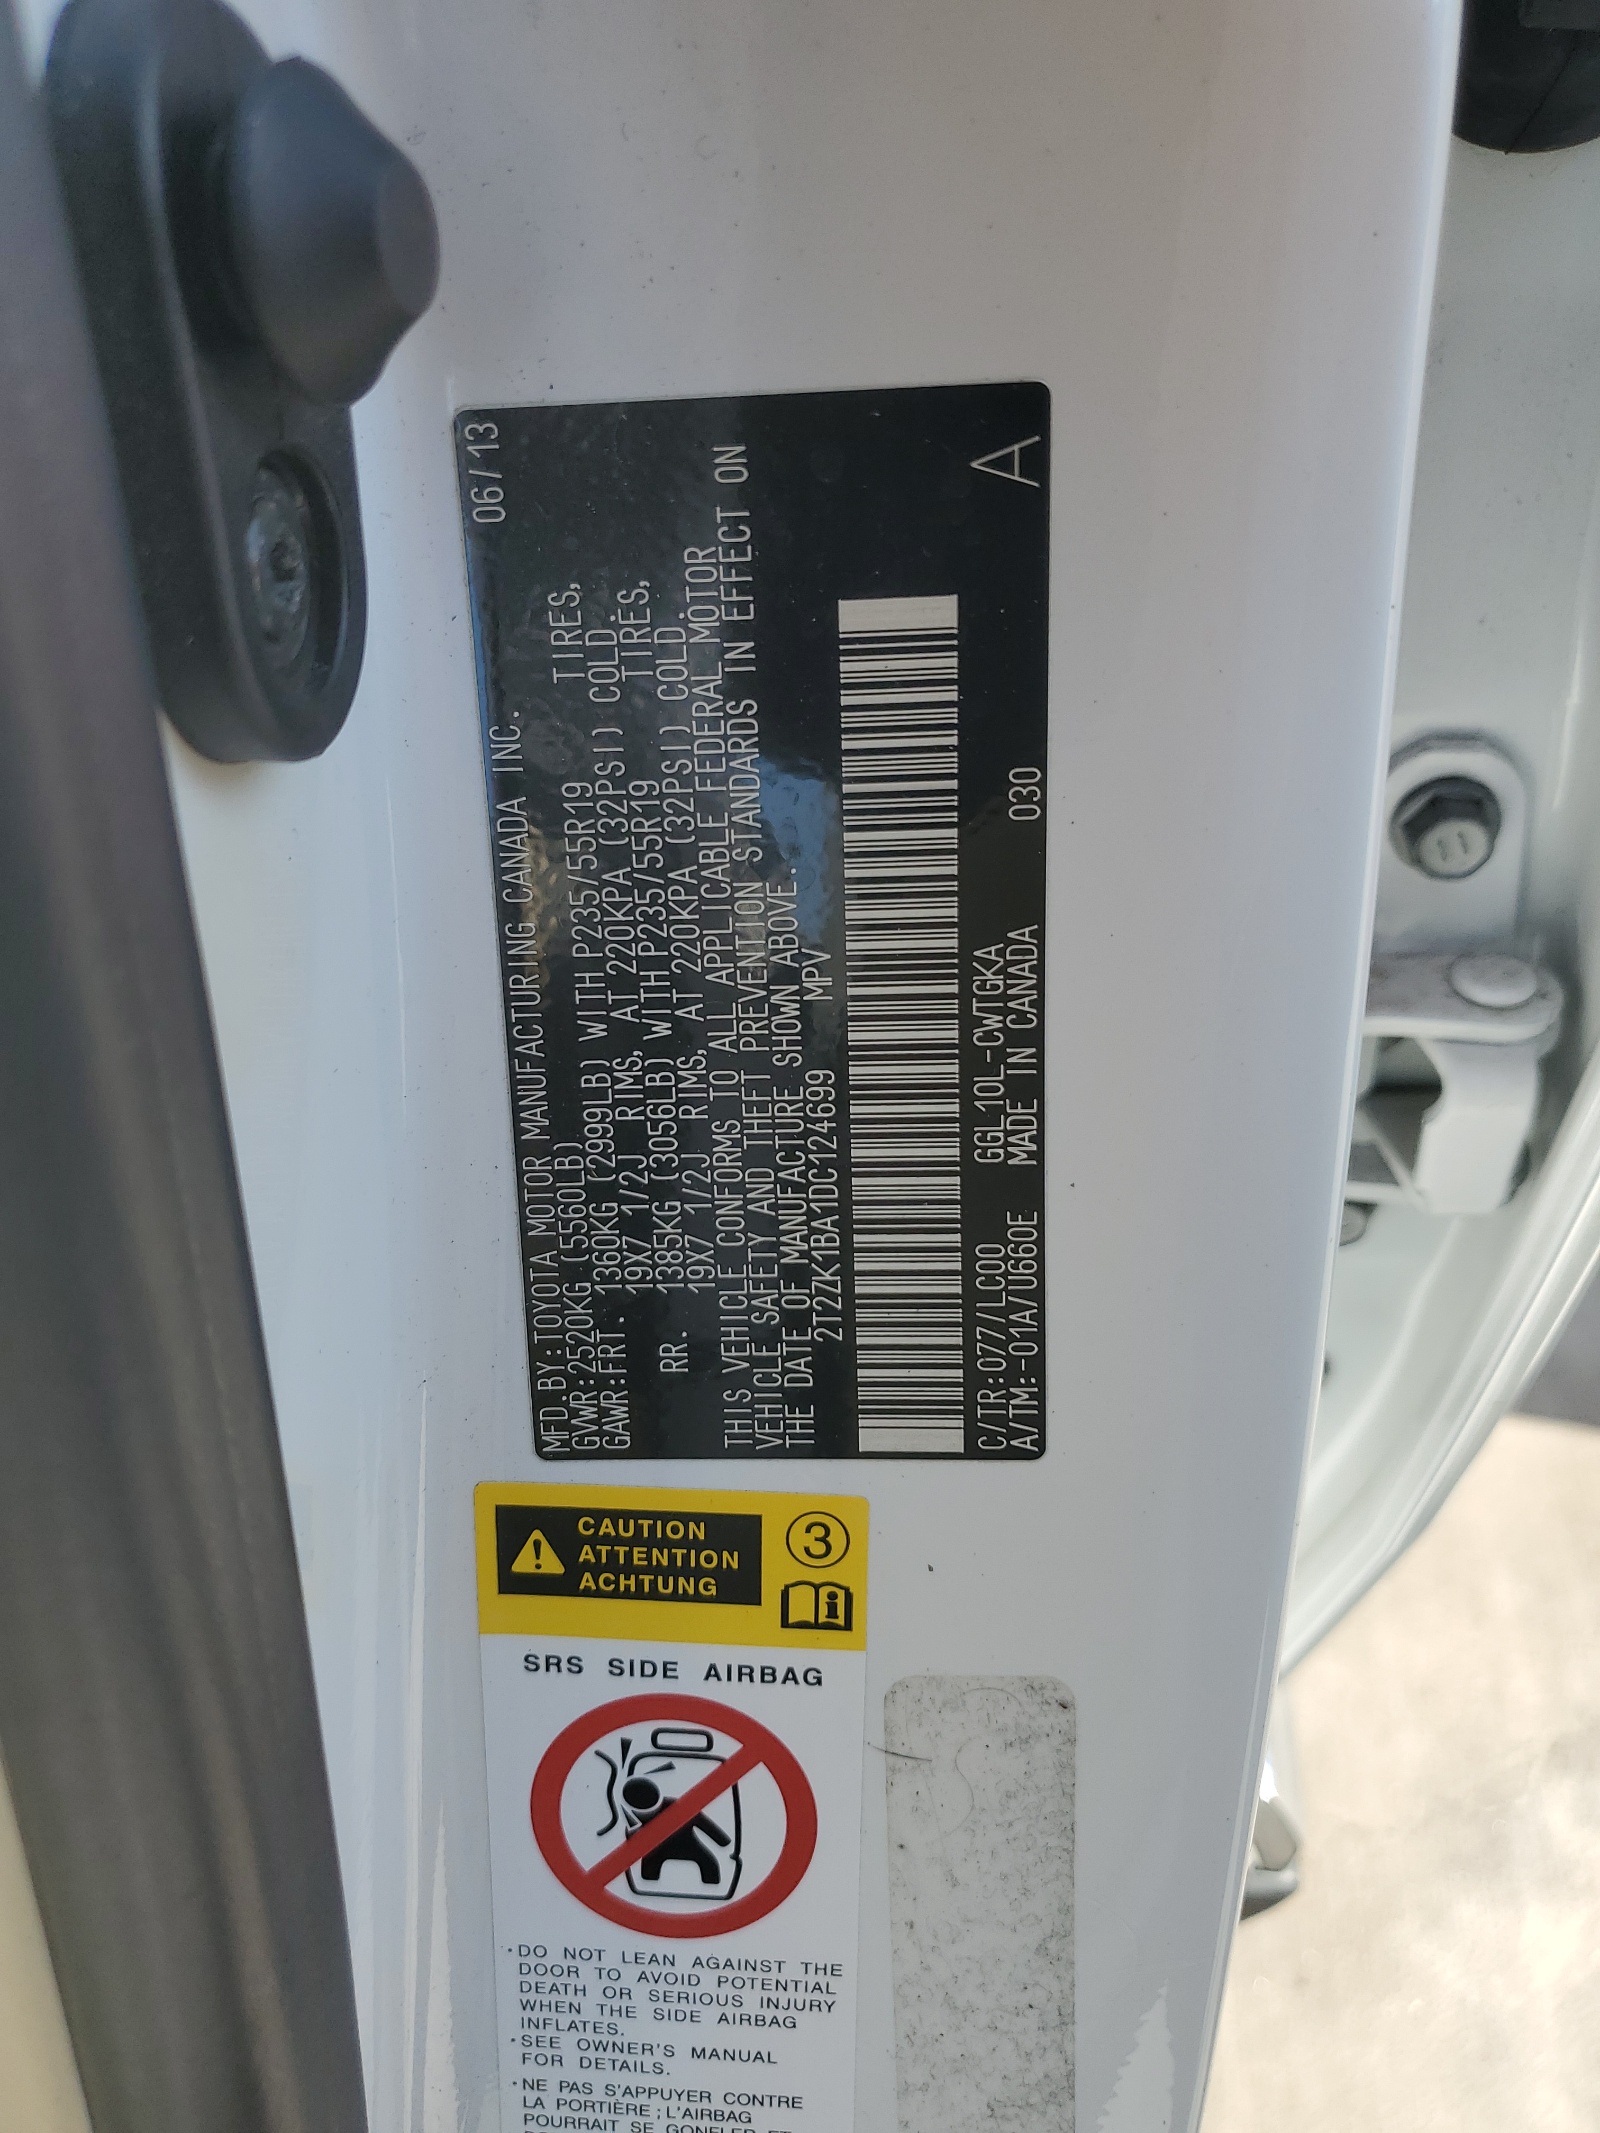 06/13
MFD.BY:TOYOTA MOTOR MANUFACTURING CANADA INC.
GVWR:2520KG (5560LB)
GAWR:FRT. 1360KG (2999LB) WITH P235/55R19 TIRES,
19X7 1/2J RIMS, AT 220KPA (32PSI) COLD.
RR. 1385KG (3056LB) WITH P235/55R19 TIRES,
19X7 1/2J RIMS, AT 220KPA (32PSI) COLD.
THIS VEHICLE CONFORMS TO ALL APPLICABLE FEDERAL MOTOR
VEHICLE SAFETY AND THEFT PREVENTION STANDARDS IN EFFECT ON
THE DATE OF MANUFACTURE SHOWN ABOVE.
2T2ZK1BA1DC124699 MPV
C/TR:077/LC00 GGL10L-CWTGKA
A/TM:-01A/U660E MADE IN CANADA 030
A
CAUTION
ATTENTION
ACHTUNG
3
SRS SIDE AIRBAG
·DO NOT LEAN AGAINST THE
DOOR TO AVOID POTENTIAL
DEATH OR SERIOUS INJURY
WHEN THE SIDE AIRBAG
INFLATES.
·SEE OWNER'S MANUAL
FOR DETAILS.
·NE PAS S'APPUYER CONTRE
LA PORTIÈRE ; L'AIRBAG
POURRAIT SE GONFLER ET